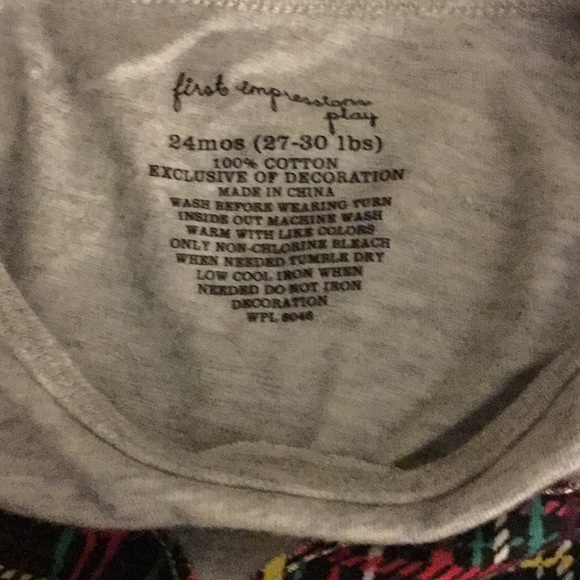 first impressions
play
24mos (27-30 lbs)
100% COTTON
EXCLUSIVE OF DECORATION
MADE IN CHINA
WASH BEFORE WEARING TURN
INSIDE OUT MACHINE WASH
WARM WITH LIKE COLORS
ONLY NON-CHLORINE BLEACH
WHEN NEEDED TUMBLE DRY
LOW COOL IRON WHEN
NEEDED DO NOT IRON
DECORATION
WPL 8046